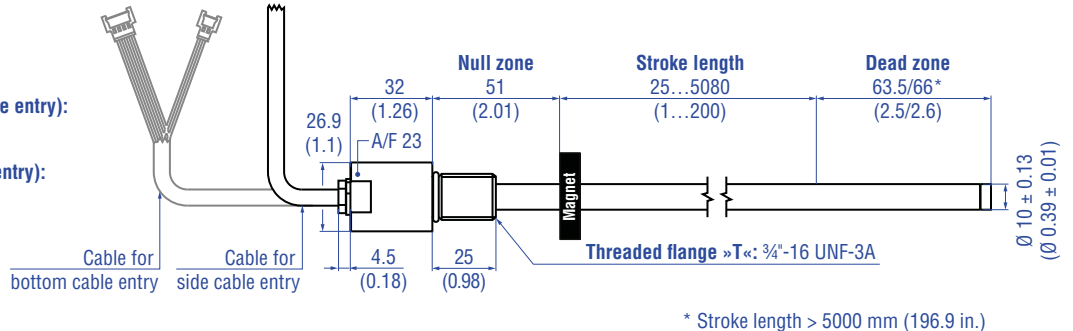 Null zone
Stroke length
Dead zone
32
51
25…5080
63.5/66*
(1.26)
(2.01)
(1…200)
(2.5/2.6)
e entry):
26.9
(1.1)
A/F 23
entry):
Magnet
Ø 10 ± 0.13
(Ø 0.39 ± 0.01)
Cable for
bottom cable entry
Cable for
side cable entry
4.5
(0.18)
25
(0.98)
Threaded flange »T«: ¾"-16 UNF-3A
* Stroke length > 5000 mm (196.9 in.)